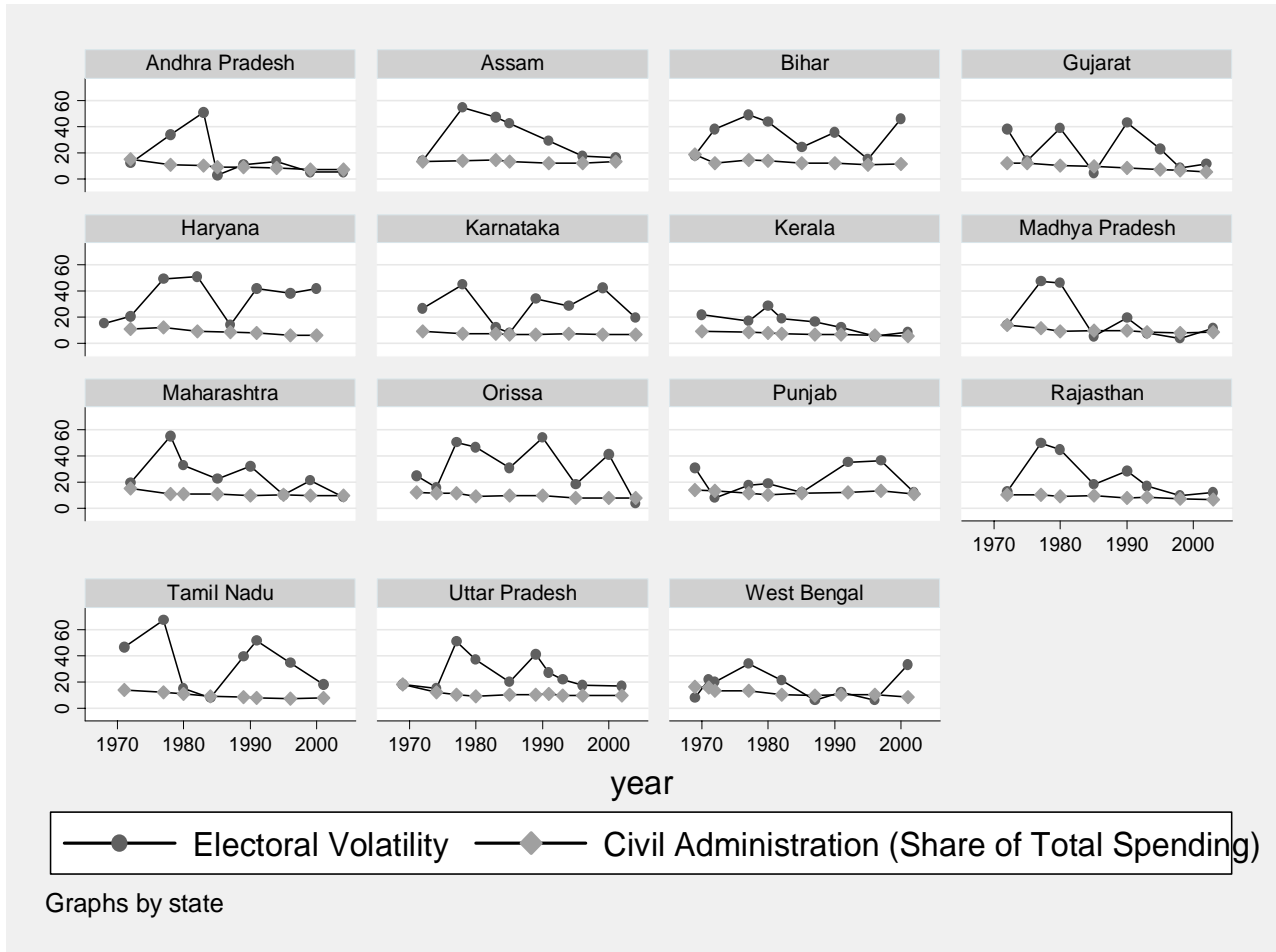 Andhra Pradesh Assam Bihar Gujarat
0 20 40 60
Haryana Karnataka Kerala Madhya Pradesh
0 20 40 60
Maharashtra Orissa Punjab Rajasthan
0 20 40 60
1970 1980 1990 2000
Tamil Nadu Uttar Pradesh West Bengal
0 20 40 60
1970 1980 1990 2000 1970 1980 1990 2000 1970 1980 1990 2000
year
Electoral Volatility Civil Administration (Share of Total Spending)
Graphs by state